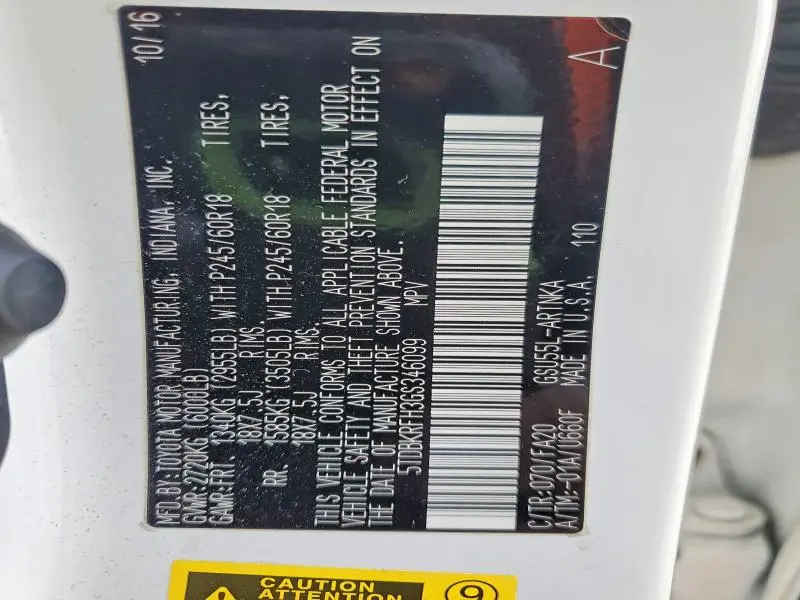 MFD.BY: TOYOTA MOTOR MANUFACTURING, INDIANA, INC. 10/16
GVWR: 2720KG (6000LB)
GAWR: FRT. 1340KG (2955LB) WITH P245/60R18 TIRES,
18X7.5J RIMS.
RR. 1585KG (3505LB) WITH P245/60R18 TIRES,
18X7.5J RIMS.
THIS VEHICLE CONFORMS TO ALL APPLICABLE FEDERAL MOTOR
VEHICLE SAFETY AND THEFT PREVENTION STANDARDS IN EFFECT ON
THE DATE OF MANUFACTURE SHOWN ABOVE.
5TDBKRFH3GS346099 MPV
C/TR:070/FA20 GSU55L-ARTNKA A
A/TM:-01A/U660F MADE IN U.S.A. 110
CAUTION
ATTENTION
9